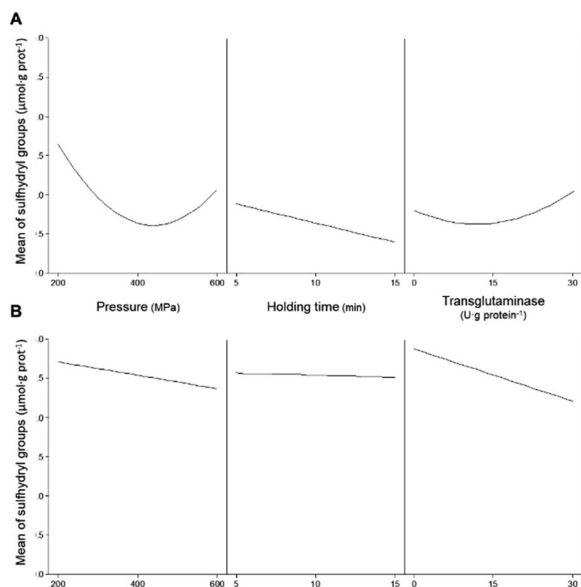 A
Mean of sulfhydryl groups (µmol·g prot⁻¹)
.0
.5
.0
.5
.0
.5
.0
200 400 600 5 10 15 0 15 30
Pressure (MPa) Holding time (min) Transglutaminase
(U·g protein⁻¹)
B
Mean of sulfhydryl groups (µmol·g prot⁻¹)
.0
.5
.0
.5
.0
.5
.0
200 400 600 5 10 15 0 15 30